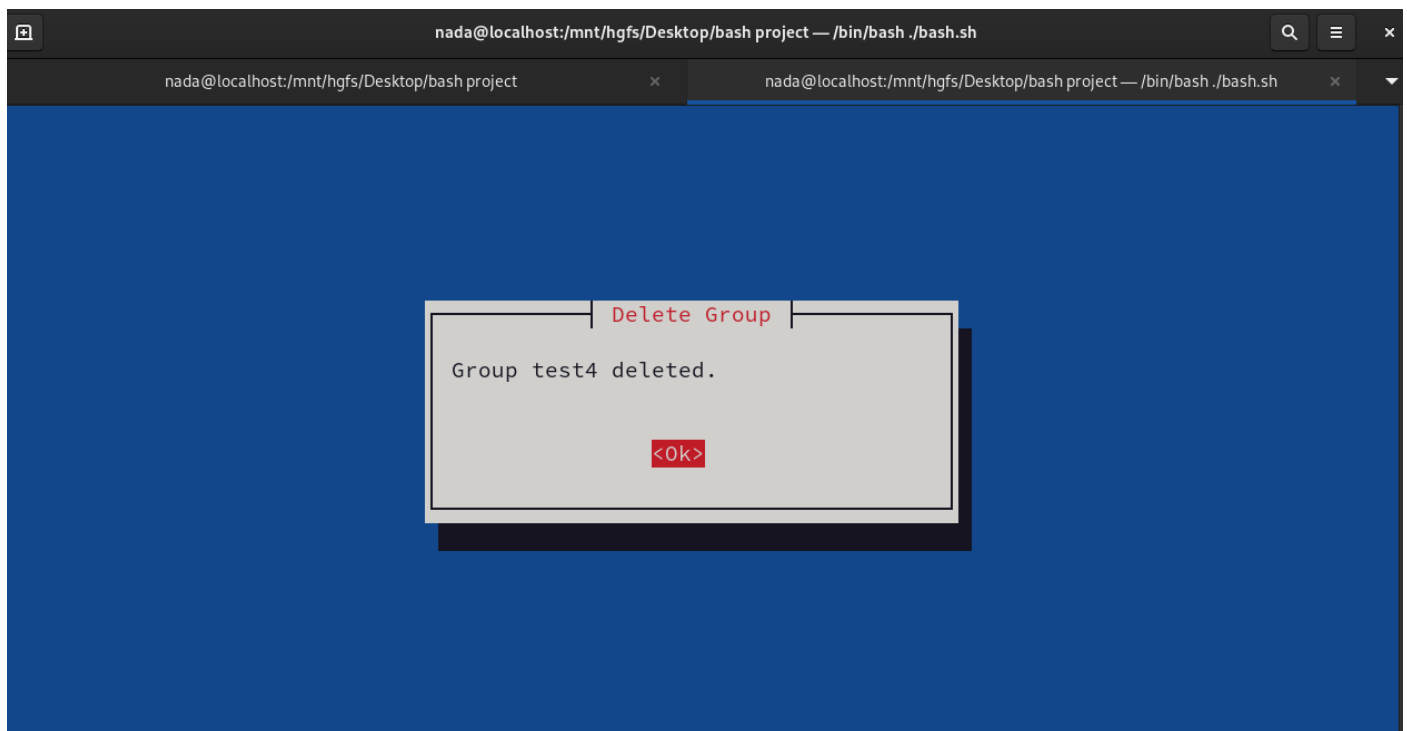 nada@localhost:/mnt/hgfs/Desktop/bash project — /bin/bash ./bash.sh
nada@localhost:/mnt/hgfs/Desktop/bash project
nada@localhost:/mnt/hgfs/Desktop/bash project — /bin/bash ./bash.sh
Delete Group
Group test4 deleted.
<Ok>